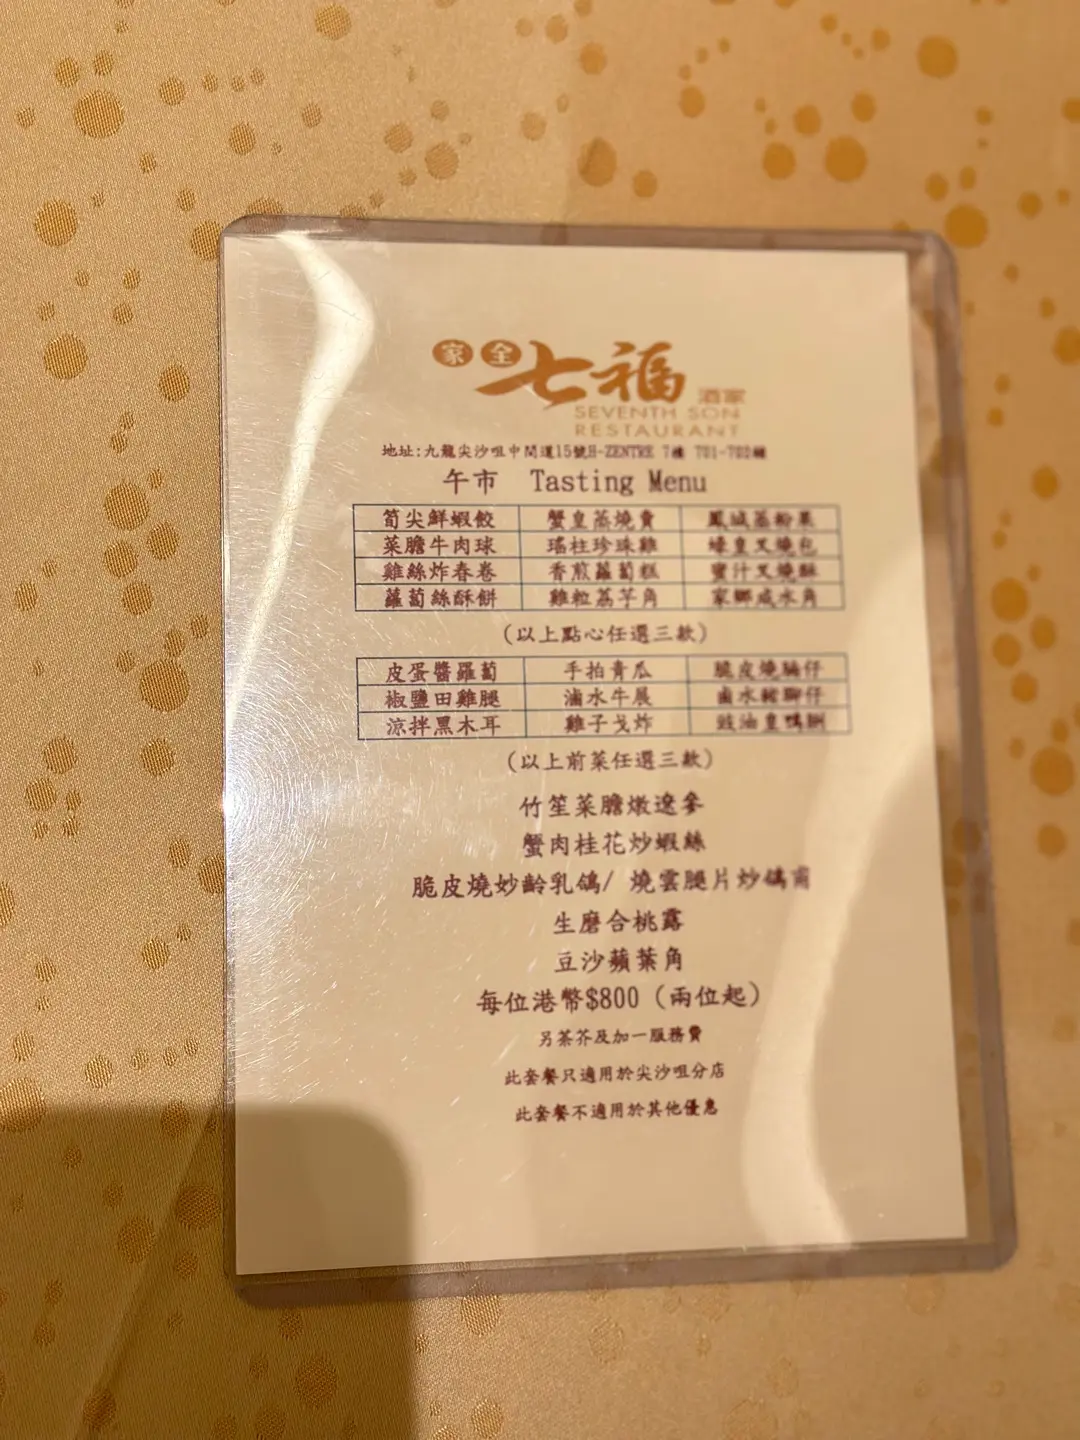 家 全 七福 酒家
SEVENTH SON
RESTAURANT
地址:九龍尖沙咀中間道15號H-ZENTRE 7樓 701-702舖
午市 Tasting Menu
筍尖鮮蝦餃 蟹皇蒸燒賣 鳳城蒸粉果
菜膽牛肉球 瑤柱珍珠雞 蠔皇叉燒包
雞絲炸春卷 香煎蘿蔔糕 蜜汁叉燒酥
蘿蔔絲酥餅 雞粒荔芋角 家鄉咸水角
(以上點心任選三款)
皮蛋醬羅蔔 手拍青瓜 脆皮燒腩仔
椒鹽田雞腿 滷水牛展 鹵水豬腳仔
涼拌黑木耳 雞子戈炸 豉油皇鴨脷
(以上前菜任選三款)
竹笙菜膽燉遼參
蟹肉桂花炒蝦絲
脆皮燒妙齡乳鴿/ 燒雲腿片炒鴿甫
生磨合桃露
豆沙蘋葉角
每位港幣$800 (兩位起)
另茶芥及加一服務費
此套餐只適用於尖沙咀分店
此套餐不適用於其他優惠